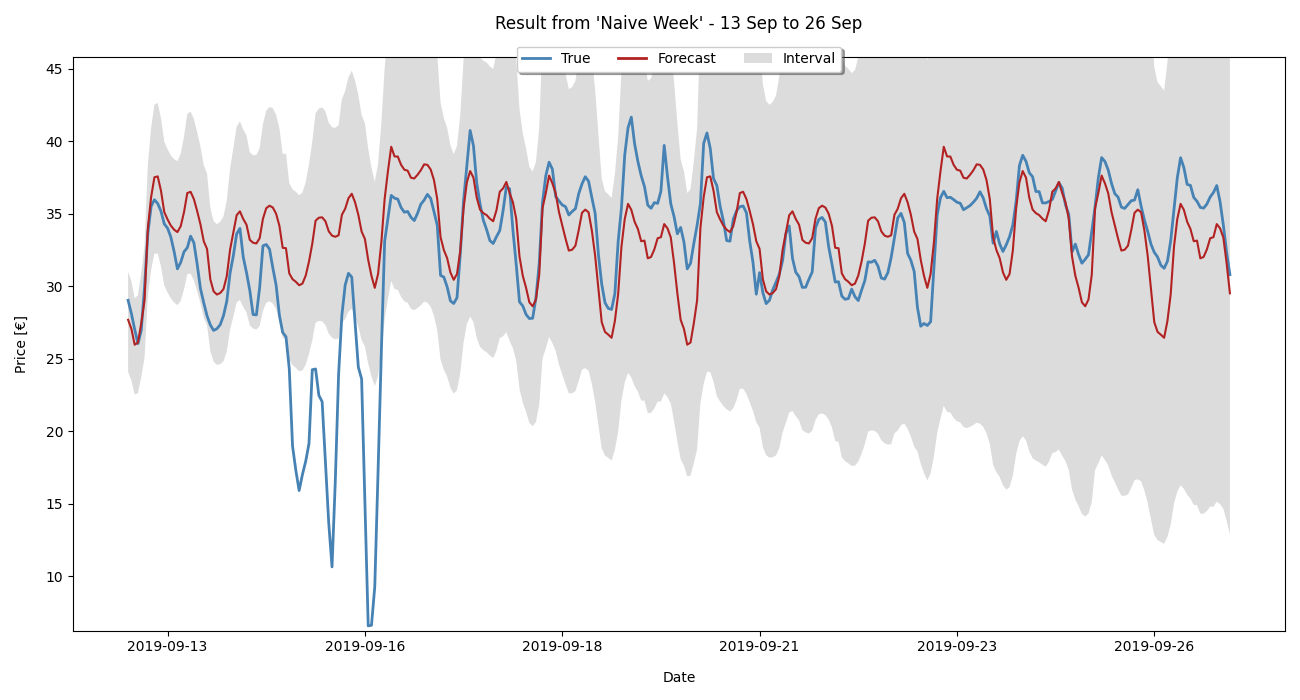 Result from 'Naive Week' - 13 Sep to 26 Sep
True Forecast Interval
45
40
35
30
25
20
15
10
Price [€]
2019-09-13 2019-09-16 2019-09-18 2019-09-21 2019-09-23 2019-09-26
Date